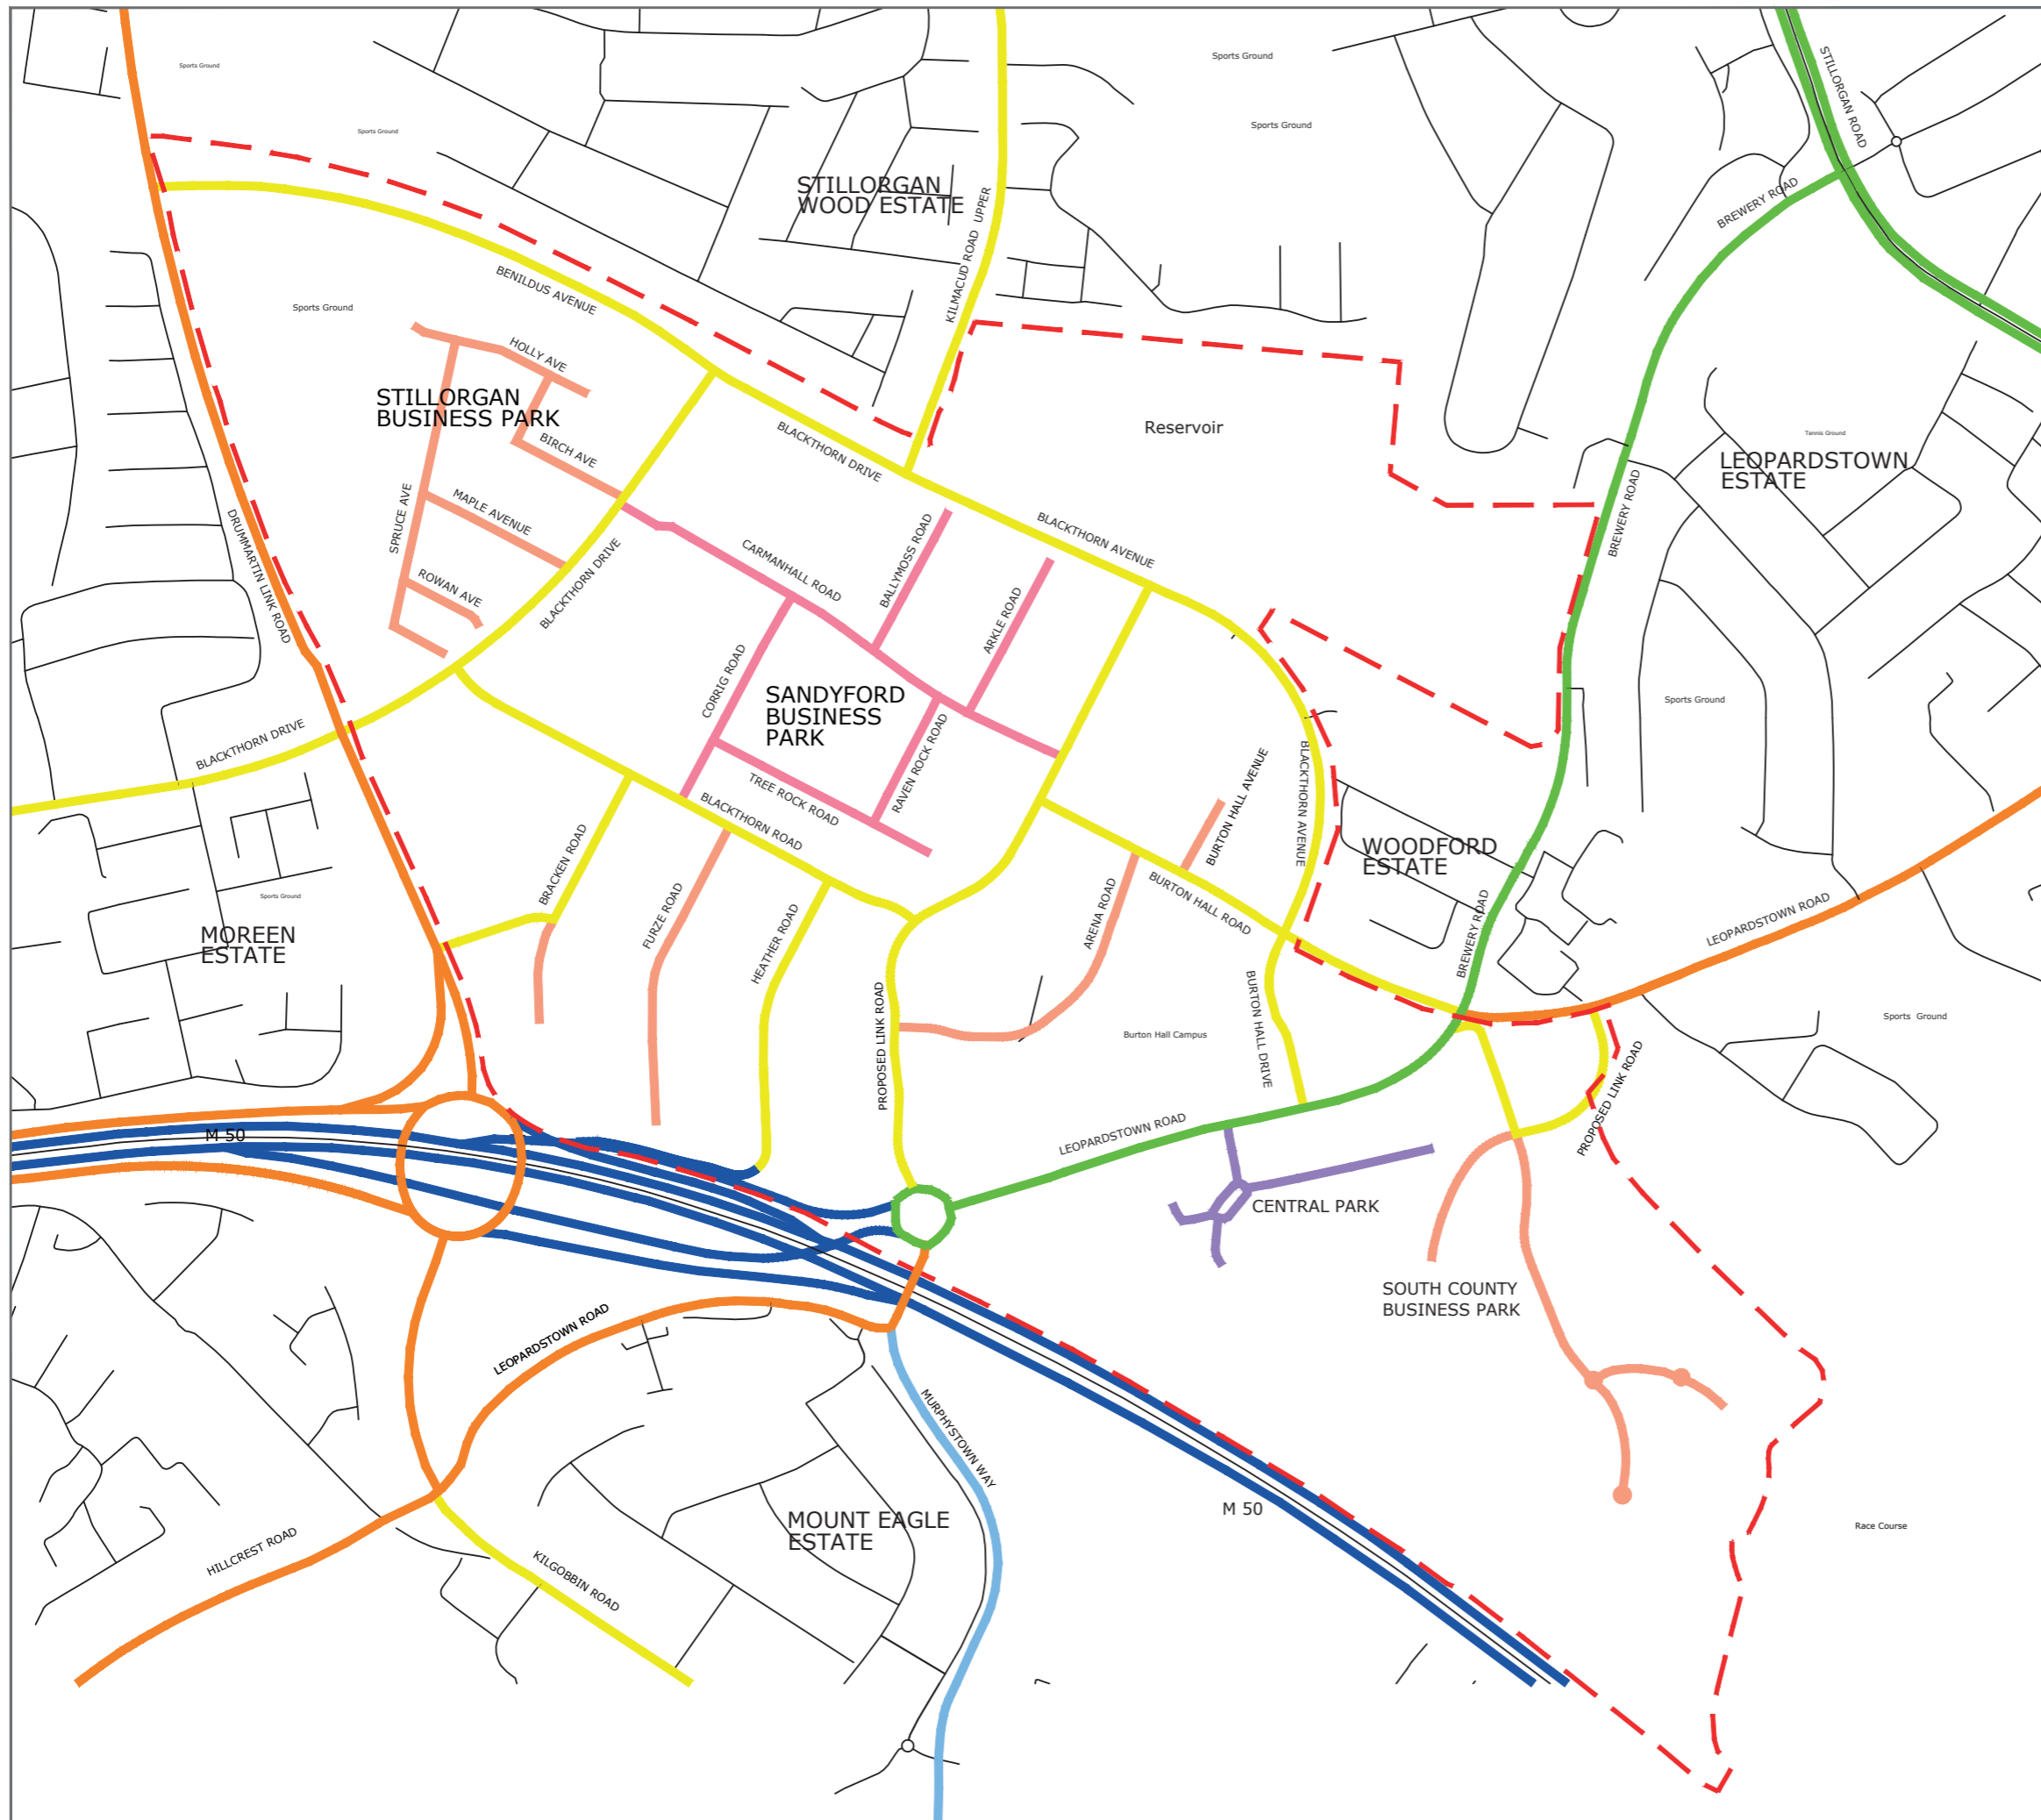 Sports Ground
Sports Ground
STILLORGAN ROAD
Sports Ground
Sports Ground
STILLORGAN
WOOD ESTATE
BREWERY ROAD
KILMACUD ROAD UPPER
BENILDUS AVENUE
Sports Ground
HOLLY AVE
STILLORGAN
BUSINESS PARK
BIRCH AVE
BLACKTHORN DRIVE
Reservoir
Tennis Ground
LEOPARDSTOWN
ESTATE
SPRUCE AVE
MAPLE AVENUE
ROWAN AVE
BLACKTHORN DRIVE
DRUMMARTIN LINK ROAD
CARMANHALL ROAD
BALLYMOSS ROAD
BLACKTHORN AVENUE
ARKLE ROAD
BREWERY ROAD
CORRIG ROAD
SANDYFORD
BUSINESS
PARK
RAVEN ROCK ROAD
TREE ROCK ROAD
BLACKTHORN ROAD
BLACKTHORN DRIVE
Sports Ground
BURTON HALL AVENUE
BLACKTHORN AVENUE
WOODFORD
ESTATE
BREWERY ROAD
LEOPARDSTOWN ROAD
Sports Ground
MOREEN
ESTATE
BRACKEN ROAD
FURZE ROAD
HEATHER ROAD
PROPOSED LINK ROAD
ARENA ROAD
BURTON HALL ROAD
BURTON HALL DRIVE
Burton Hall Campus
Sports Ground
PROPOSED LINK ROAD
M 50
LEOPARDSTOWN ROAD
CENTRAL PARK
SOUTH COUNTY
BUSINESS PARK
LEOPARDSTOWN ROAD
MURPHYSTOWN WAY
MOUNT EAGLE
ESTATE
M 50
Race Course
HILLCREST ROAD
KILGOBBIN ROAD